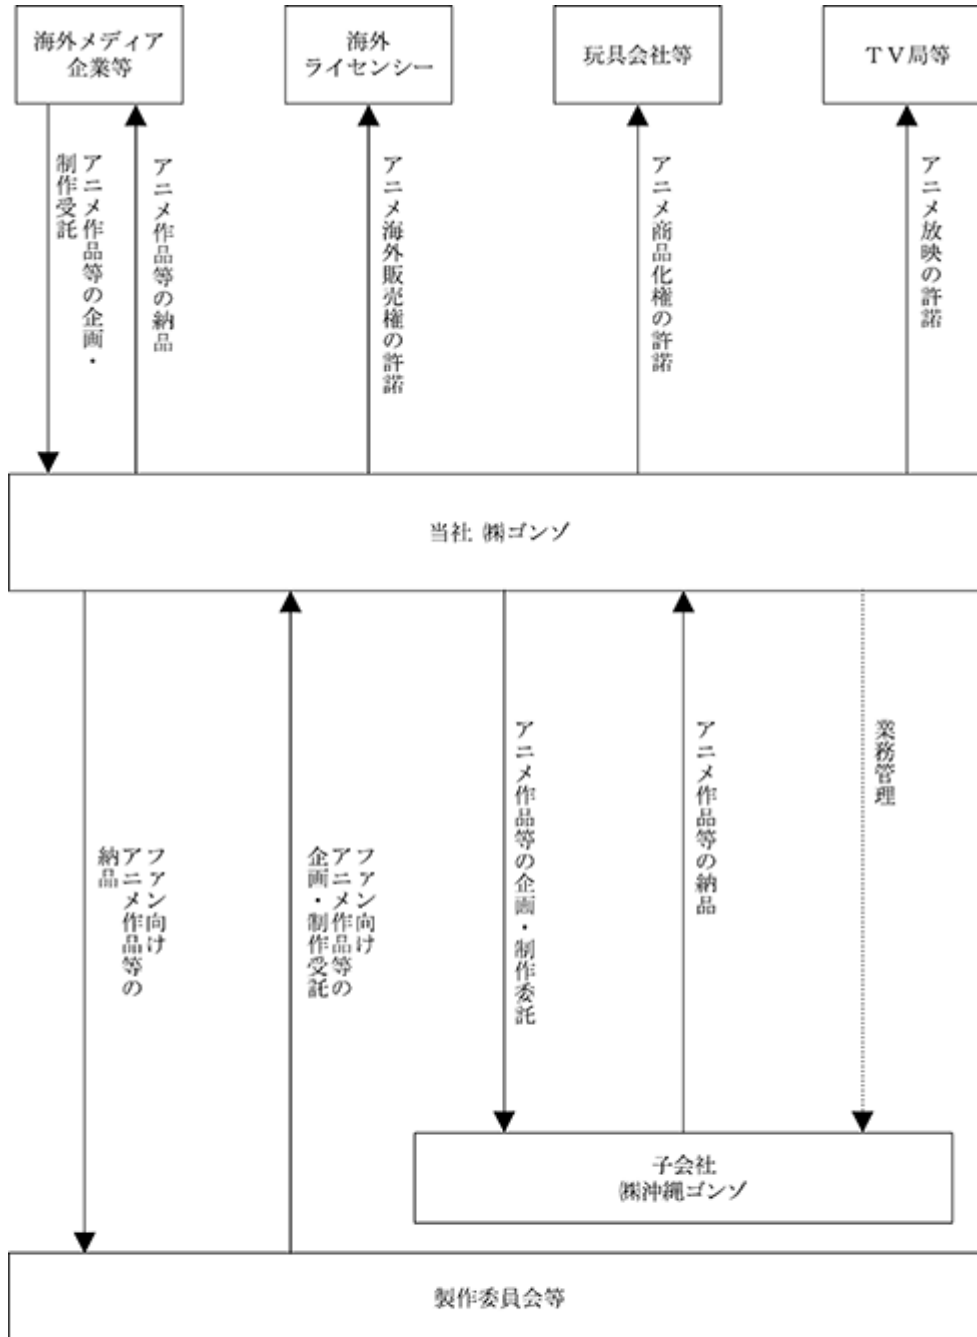 海外メディア
企業等
海外
ライセンシー
玩具会社等
ＴＶ局等
アニメ作品等の企画・
制作受託
アニメ作品等の納品
アニメ海外販売権の許諾
アニメ商品化権の許諾
アニメ放映の許諾
当社 ㈱ゴンゾ
ファン向け
アニメ作品等の
納品
ファン向け
アニメ作品等の
企画・制作受託
アニメ作品等の企画・制作委託
アニメ作品等の納品
業務管理
子会社
㈱沖縄ゴンゾ
製作委員会等